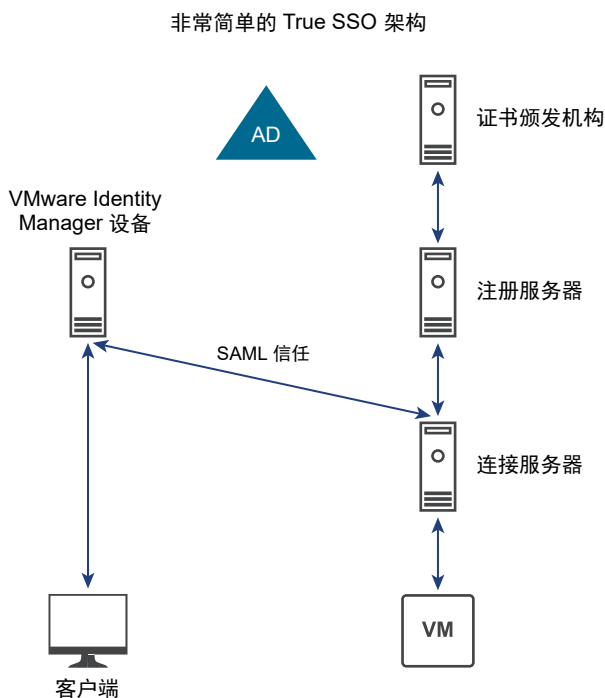 非常简单的 True SSO 架构
AD
证书颁发机构
VMware Identity
Manager 设备
注册服务器
SAML 信任
连接服务器
VM
客户端